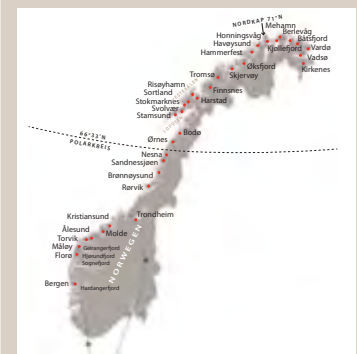 NORDKAP 71°N
Mehamn
Honningsvåg
Berlevåg
Havøysund
Båtsfjord
Kjøllefjord
Vardø
Hammerfest
Vadsø
Øksfjord
Kirkenes
Tromsø
Skjervøy
Risøyhamn
Finnsnes
Sortland
Harstad
Stokmarknes
Svolvær
Stamsund
Bodø
Ørnes
66°33'N
POLARKREIS
Nesna
Sandnessjøen
Brønnøysund
Rørvik
Kristiansund
Trondheim
Ålesund
Molde
Torvik
Måløy
Geirangerfjord
Florø
Hjørundfjord
Sognefjord
NORWEGEN
Bergen
Hardangerfjord